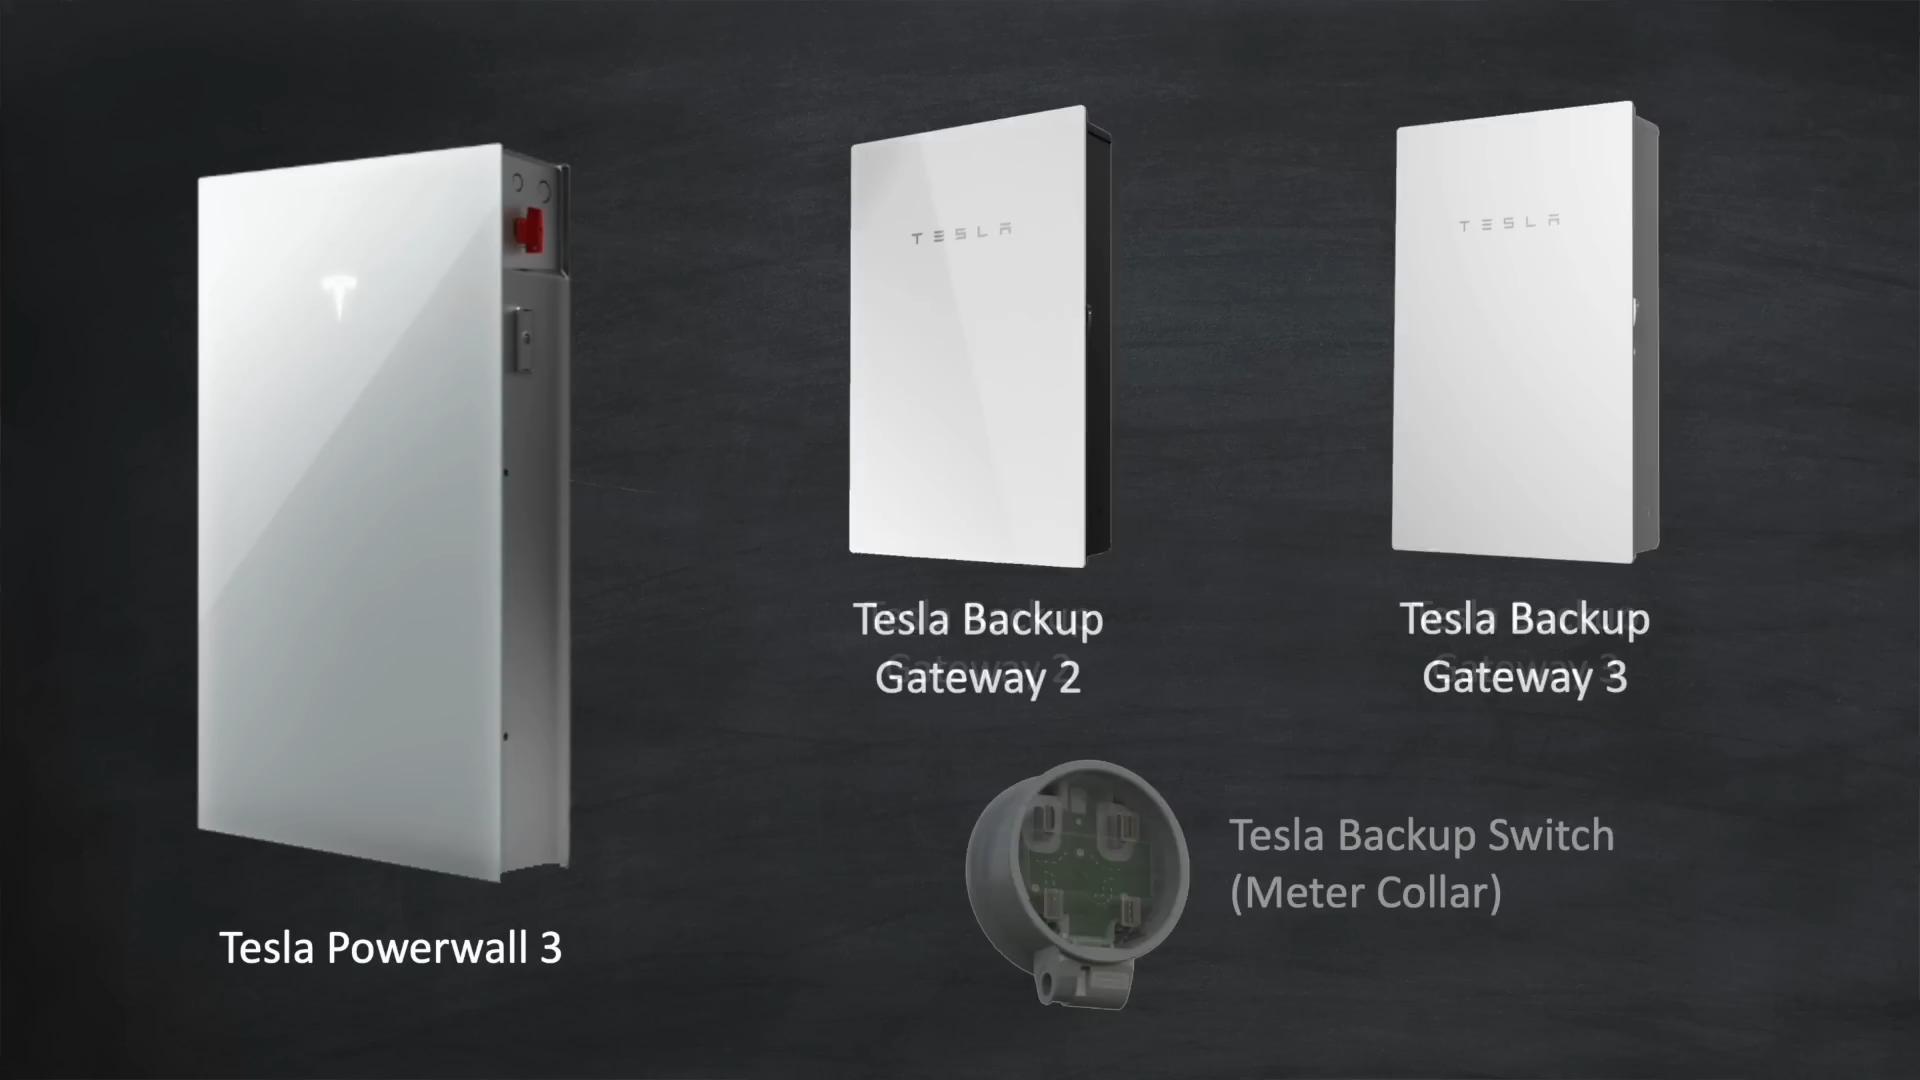 TESLA
TESLA
Tesla Backup
Gateway 2
Tesla Backup
Gateway 3
Tesla Backup Switch
(Meter Collar)
Tesla Powerwall 3